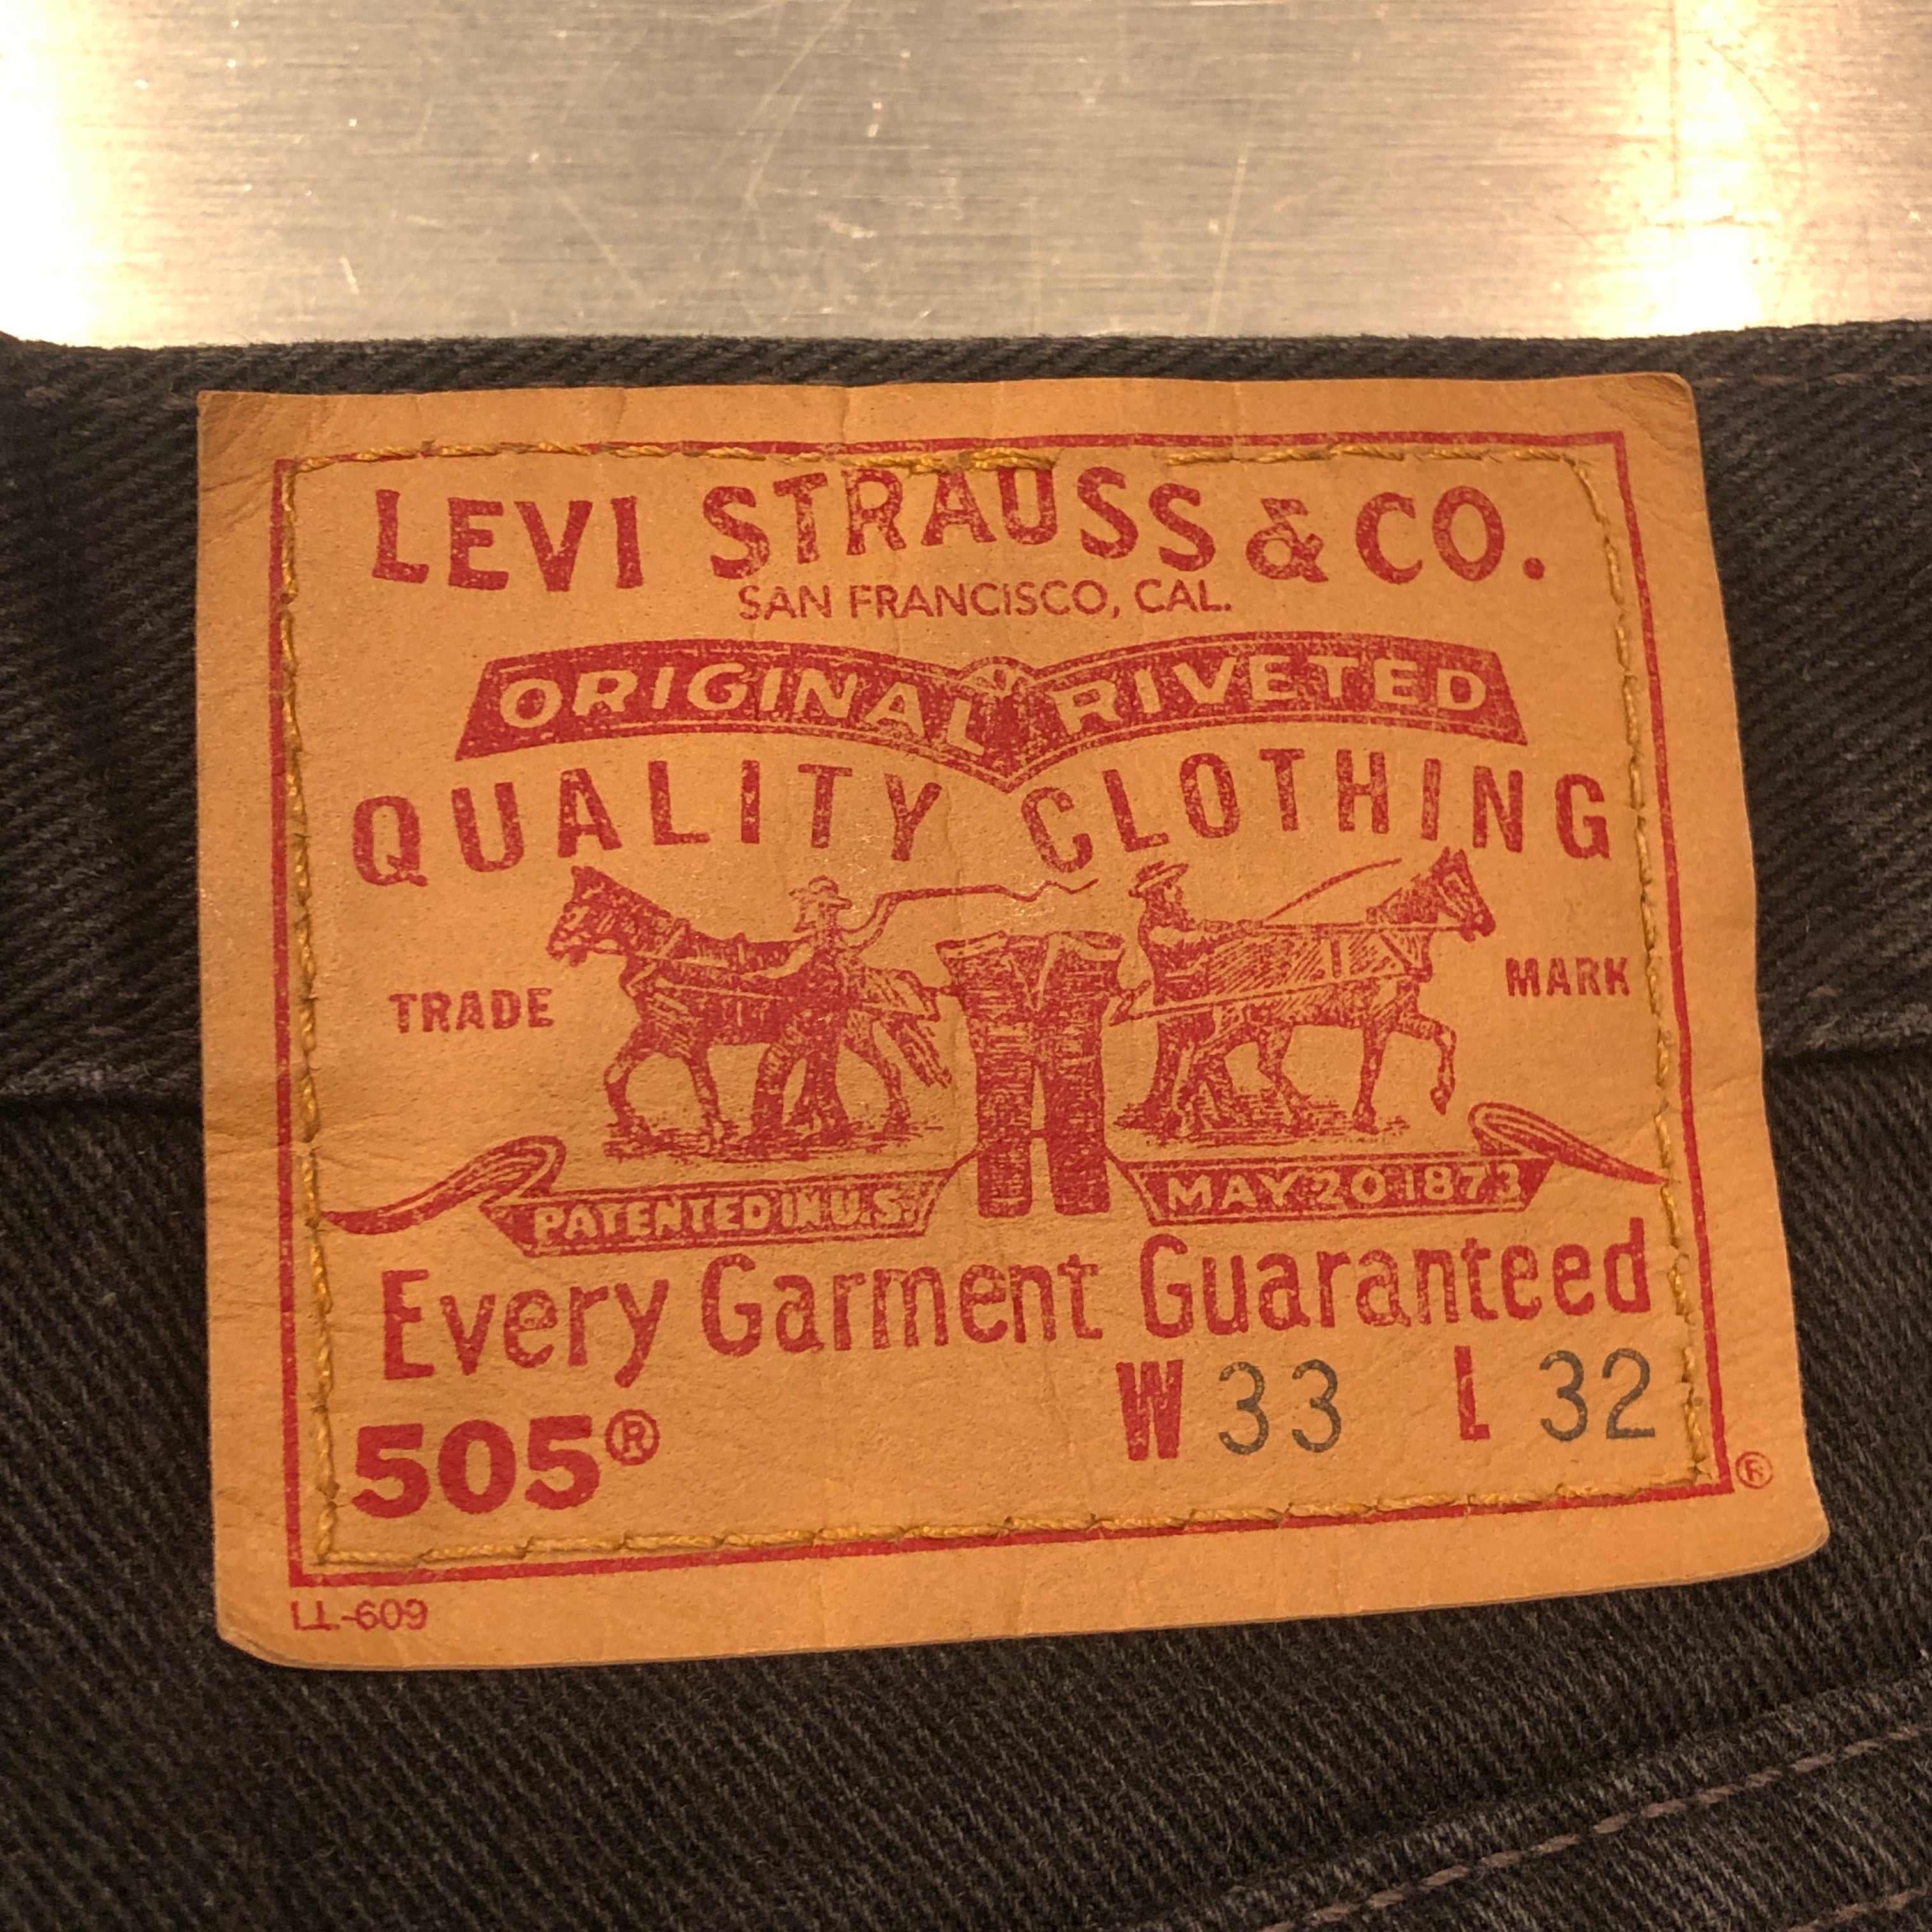 LEVI STRAUSS & CO.
SAN FRANCISCO, CAL.
ORIGINAL RIVETED
QUALITY CLOTHING
TRADE MARK
PATENTED IN U.S. MAY 20 1873
Every Garment Guaranteed
505® W 33 L 32
®
LL-609